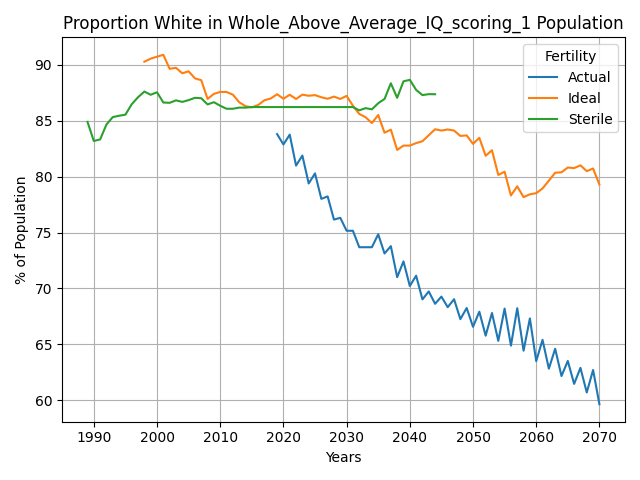 Proportion White in Whole_Above_Average_IQ_scoring_1 Population
Fertility
Actual
Ideal
Sterile
% of Population
90
85
80
75
70
65
60
1990 2000 2010 2020 2030 2040 2050 2060 2070
Years